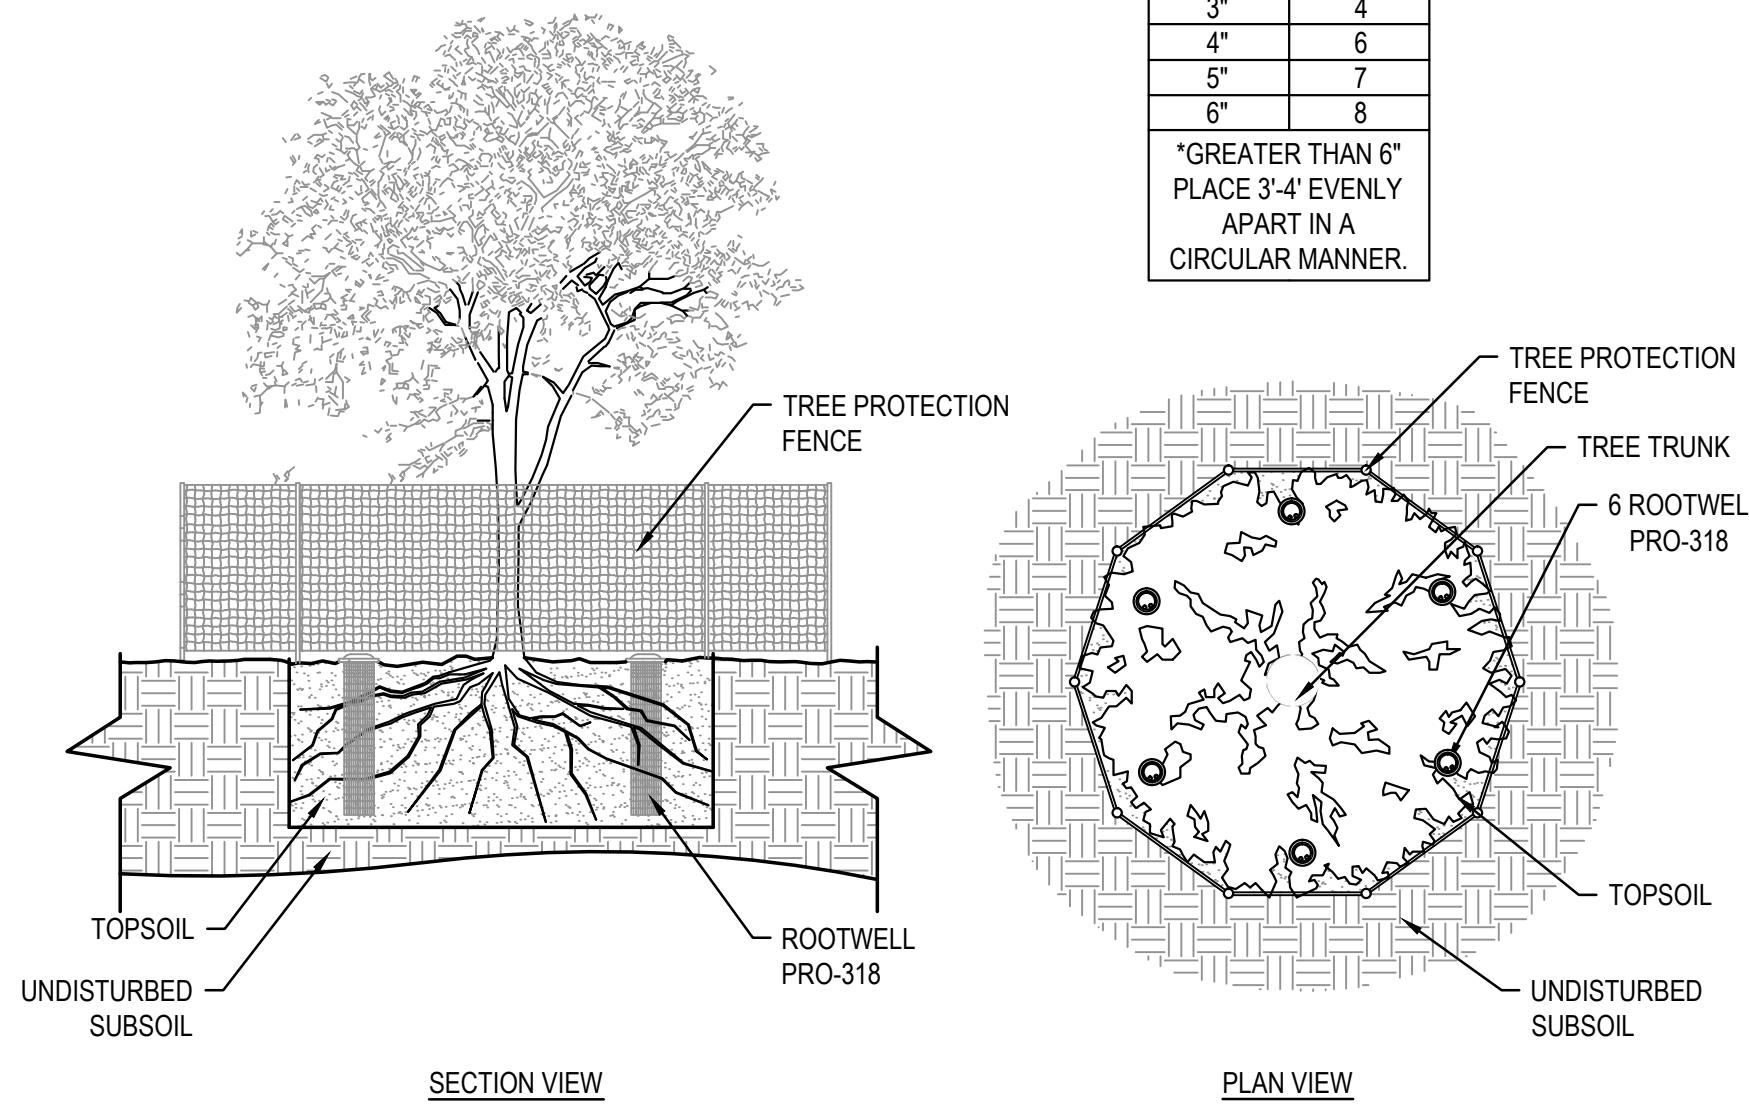 3" 4
4" 6
5" 7
6" 8
*GREATER THAN 6"
PLACE 3'-4' EVENLY
APART IN A
CIRCULAR MANNER.
TREE PROTECTION
FENCE
TOPSOIL
UNDISTURBED
SUBSOIL
ROOTWELL
PRO-318
SECTION VIEW
TREE PROTECTION
FENCE
TREE TRUNK
6 ROOTWEL
PRO-318
TOPSOIL
UNDISTURBED
SUBSOIL
PLAN VIEW